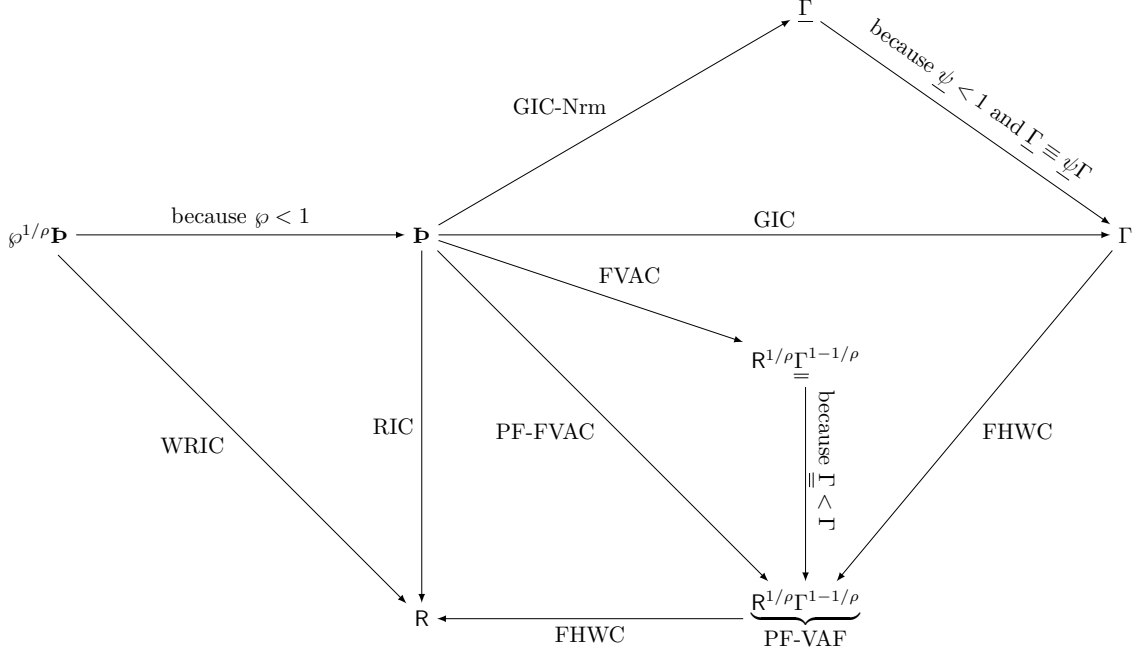 Γ̲
because ψ̲ < 1 and Γ̲ ≡ ψ̲Γ
GIC-Nrm
℘^{1/ρ}Þ
because ℘ < 1
Þ
GIC
Γ
FVAC
R^{1/ρ}Γ̳^{1−1/ρ}
WRIC
RIC
PF-FVAC
because Γ̳ < Γ
FHWC
R
FHWC
R^{1/ρ}Γ^{1−1/ρ}
PF-VAF